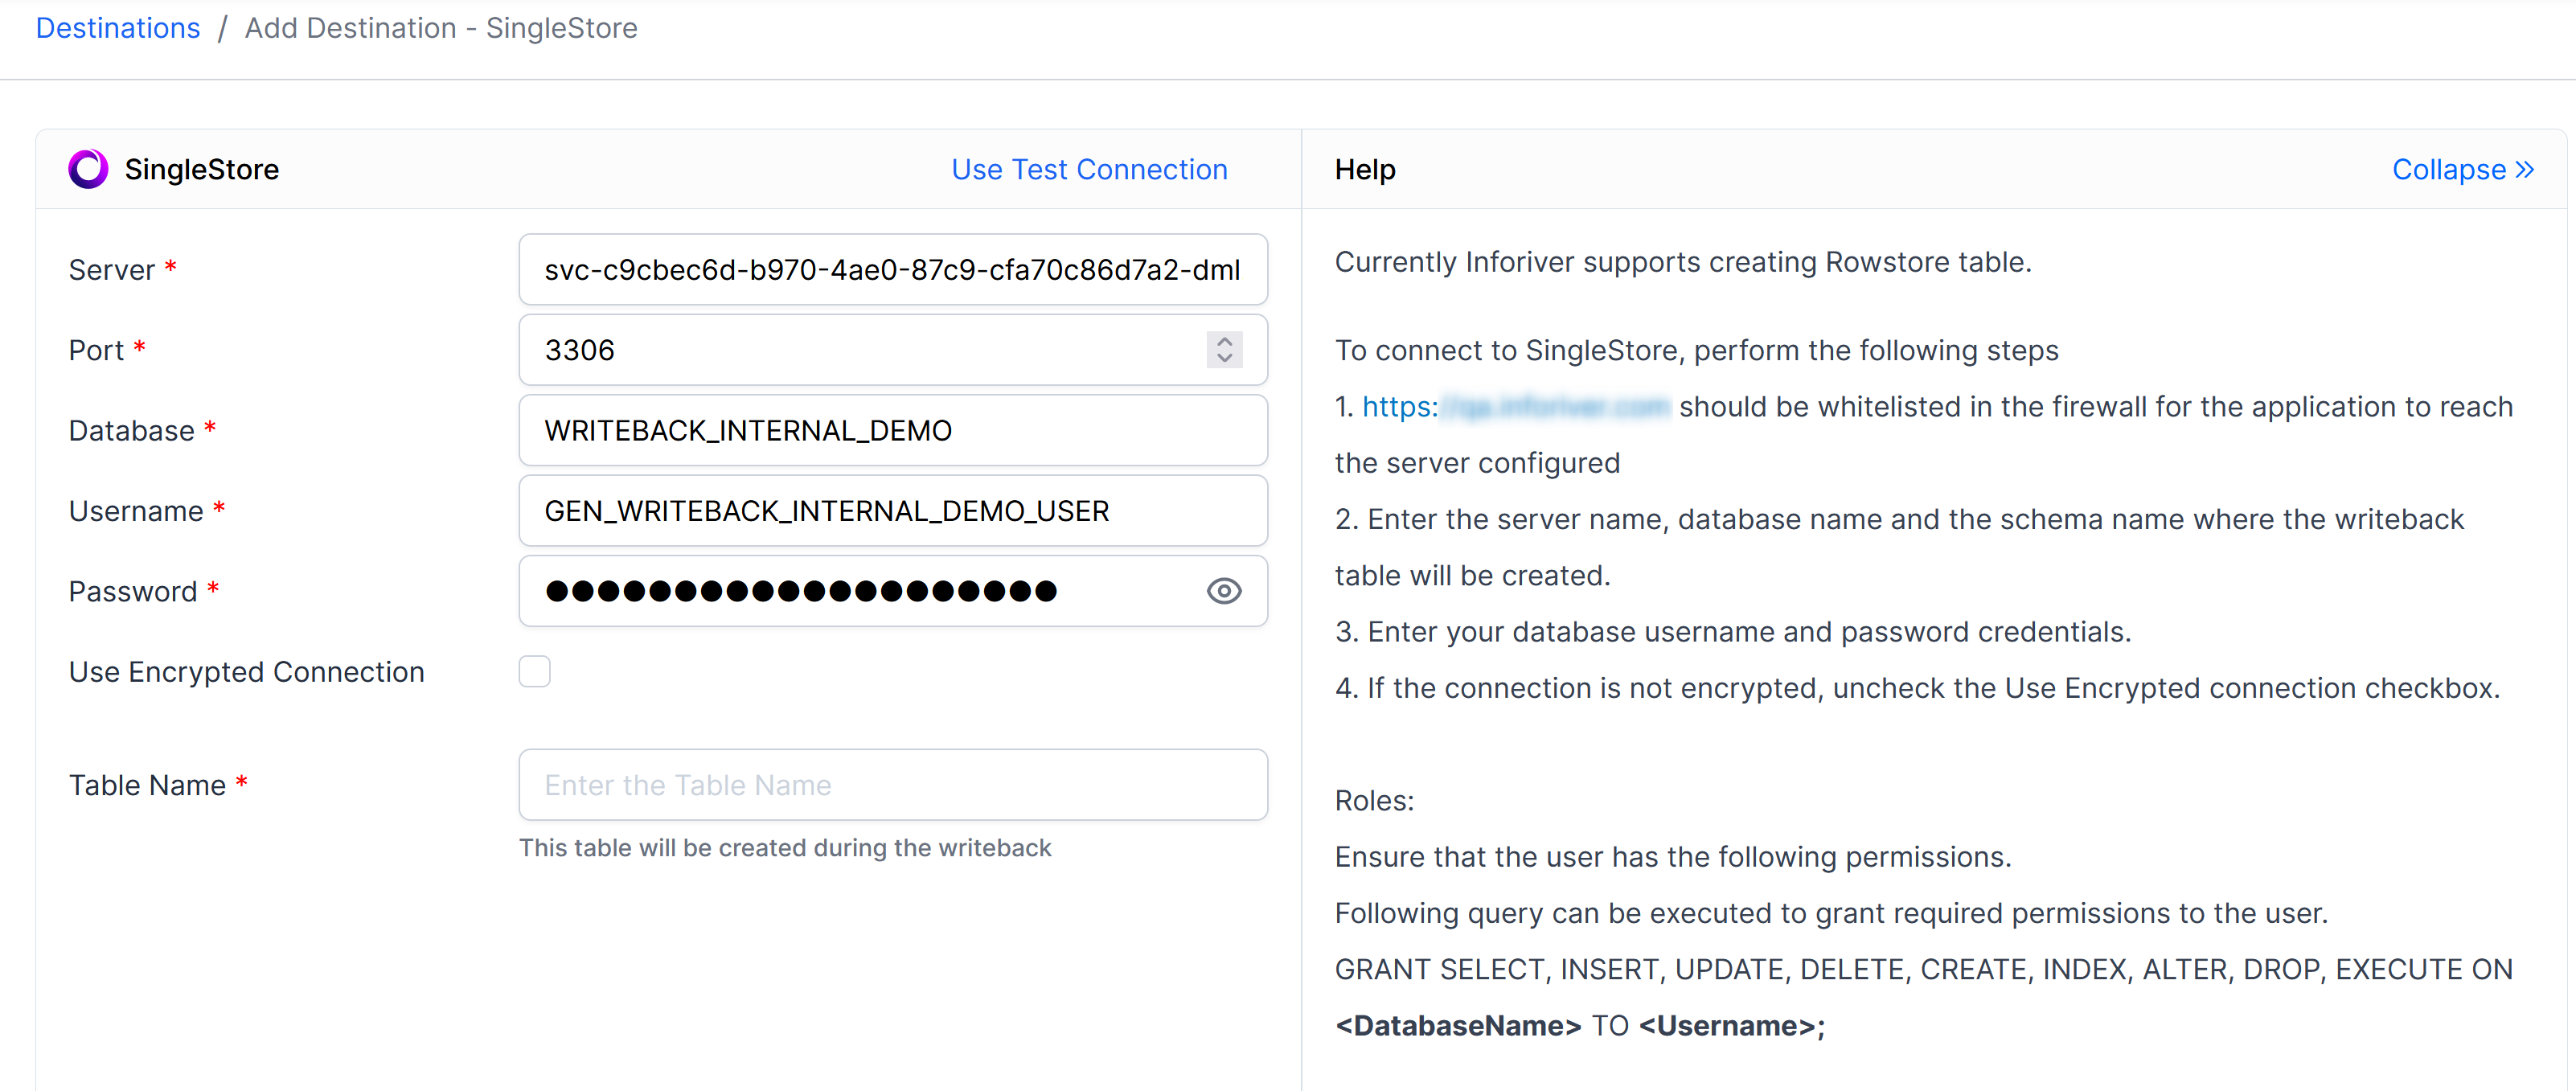 Destinations / Add Destination - SingleStore
SingleStore
Use Test Connection
Server *
svc-c9cbec6d-b970-4ae0-87c9-cfa70c86d7a2-dml
Port *
3306
Database *
WRITEBACK_INTERNAL_DEMO
Username *
GEN_WRITEBACK_INTERNAL_DEMO_USER
Password *
●●●●●●●●●●●●●●●●●●●●
Use Encrypted Connection
Table Name *
Enter the Table Name
This table will be created during the writeback
Help
Collapse »
Currently Inforiver supports creating Rowstore table.
To connect to SingleStore, perform the following steps
1. https: should be whitelisted in the firewall for the application to reach
the server configured
2. Enter the server name, database name and the schema name where the writeback
table will be created.
3. Enter your database username and password credentials.
4. If the connection is not encrypted, uncheck the Use Encrypted connection checkbox.
Roles:
Ensure that the user has the following permissions.
Following query can be executed to grant required permissions to the user.
GRANT SELECT, INSERT, UPDATE, DELETE, CREATE, INDEX, ALTER, DROP, EXECUTE ON
<DatabaseName> TO <Username>;